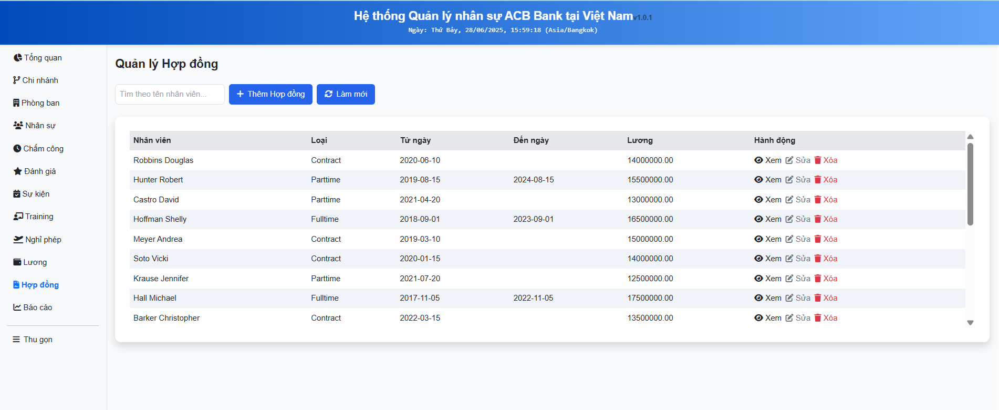 Hệ thống Quản lý nhân sự ACB Bank tại Việt Nam v1.0.1
Ngày: Thứ Bảy, 28/06/2025, 15:59:18 (Asia/Bangkok)
Tổng quan
Chi nhánh
Phòng ban
Nhân sự
Chấm công
Đánh giá
Sự kiện
Training
Nghỉ phép
Lương
Hợp đồng
Báo cáo
Thu gọn
Quản lý Hợp đồng
Tìm theo tên nhân viên...
Thêm Hợp đồng
Làm mới
Nhân viên Loại Từ ngày Đến ngày Lương Hành động
Robbins Douglas Contract 2020-06-10 14000000.00 Xem Sửa Xóa
Hunter Robert Parttime 2019-08-15 2024-08-15 15500000.00 Xem Sửa Xóa
Castro David Parttime 2021-04-20 13000000.00 Xem Sửa Xóa
Hoffman Shelly Fulltime 2018-09-01 2023-09-01 16500000.00 Xem Sửa Xóa
Meyer Andrea Contract 2019-03-10 15000000.00 Xem Sửa Xóa
Soto Vicki Contract 2020-01-15 14000000.00 Xem Sửa Xóa
Krause Jennifer Parttime 2021-07-20 12500000.00 Xem Sửa Xóa
Hall Michael Fulltime 2017-11-05 2022-11-05 17500000.00 Xem Sửa Xóa
Barker Christopher Contract 2022-03-15 13500000.00 Xem Sửa Xóa